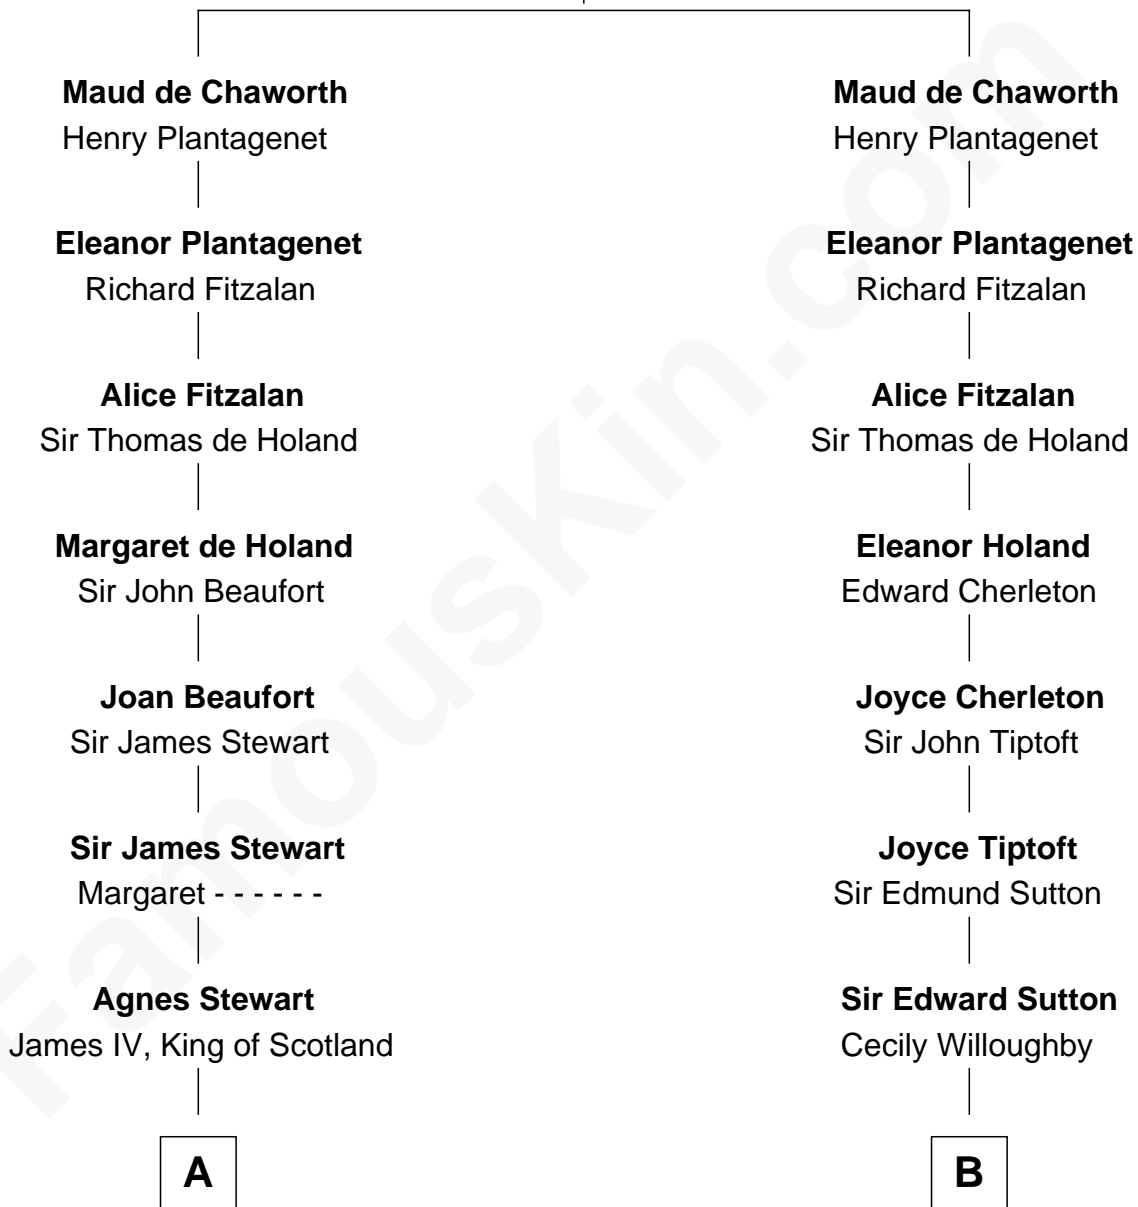 Maud de Chaworth
Henry Plantagenet
Eleanor Plantagenet
Richard Fitzalan
Alice Fitzalan
Sir Thomas de Holand
Margaret de Holand
Sir John Beaufort
Joan Beaufort
Sir James Stewart
Sir James Stewart
Margaret - - - - - -
Agnes Stewart
James IV, King of Scotland
A
Maud de Chaworth
Henry Plantagenet
Eleanor Plantagenet
Richard Fitzalan
Alice Fitzalan
Sir Thomas de Holand
Eleanor Holand
Edward Cherleton
Joyce Cherleton
Sir John Tiptoft
Joyce Tiptoft
Sir Edmund Sutton
Sir Edward Sutton
Cecily Willoughby
B
FamousKin.com